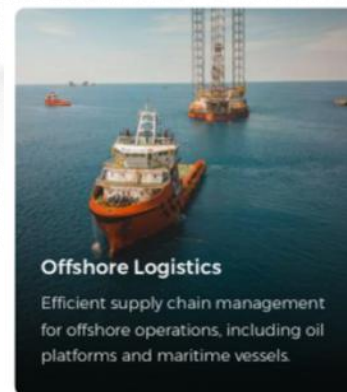 Offshore Logistics
Efficient supply chain management
for offshore operations, including oil
platforms and maritime vessels.